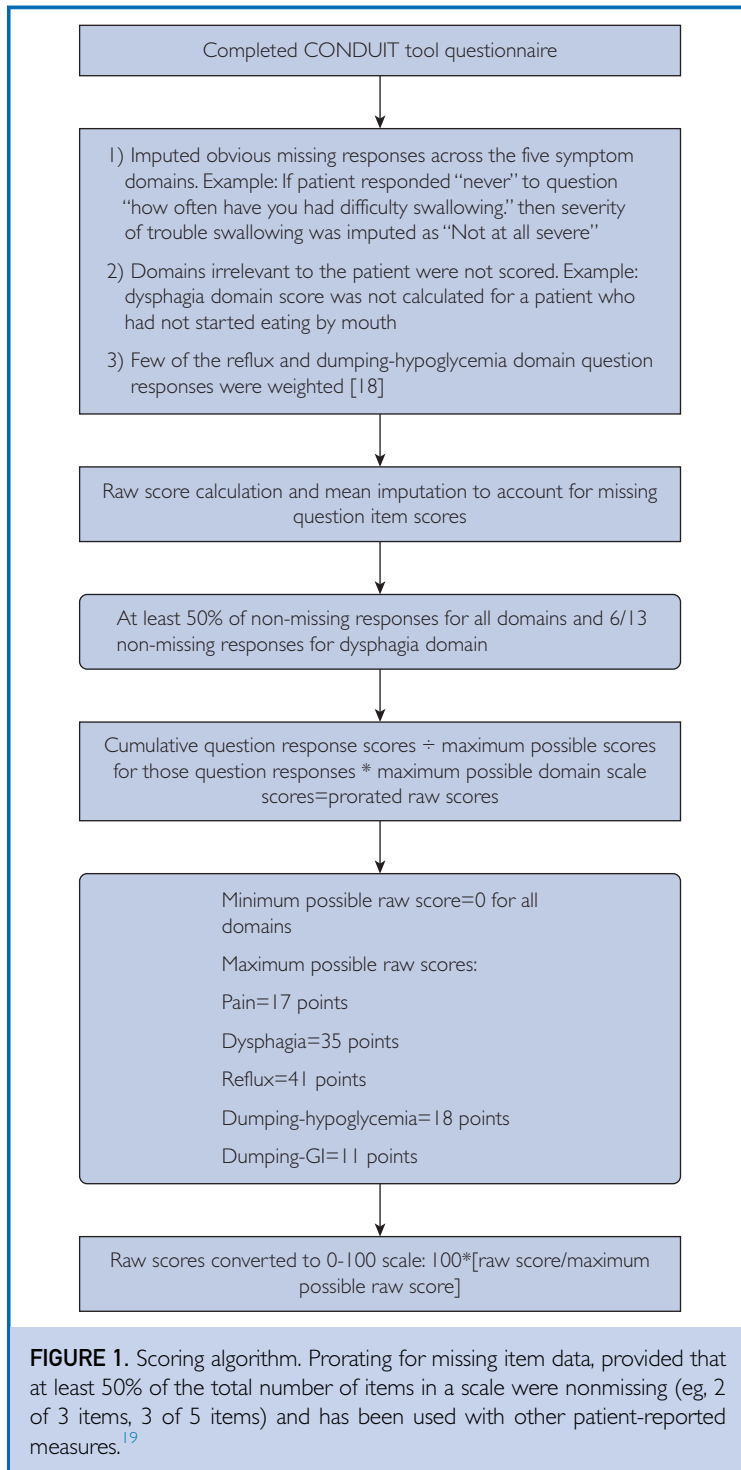 Completed CONDUIT tool questionnaire
1) Imputed obvious missing responses across the five symptom
domains. Example: If patient responded “never” to question
“how often have you had difficulty swallowing.” then severity
of trouble swallowing was imputed as “Not at all severe”
2) Domains irrelevant to the patient were not scored. Example:
dysphagia domain score was not calculated for a patient who
had not started eating by mouth
3) Few of the reflux and dumping-hypoglycemia domain question
responses were weighted [18]
Raw score calculation and mean imputation to account for missing
question item scores
At least 50% of non-missing responses for all domains and 6/13
non-missing responses for dysphagia domain
Cumulative question response scores ÷ maximum possible scores
for those question responses * maximum possible domain scale
scores=prorated raw scores
Minimum possible raw score=0 for all
domains
Maximum possible raw scores:
Pain=17 points
Dysphagia=35 points
Reflux=41 points
Dumping-hypoglycemia=18 points
Dumping-GI=11 points
Raw scores converted to 0-100 scale: 100*[raw score/maximum
possible raw score]
FIGURE 1. Scoring algorithm. Prorating for missing item data, provided that
at least 50% of the total number of items in a scale were nonmissing (eg, 2
of 3 items, 3 of 5 items) and has been used with other patient-reported
measures.19